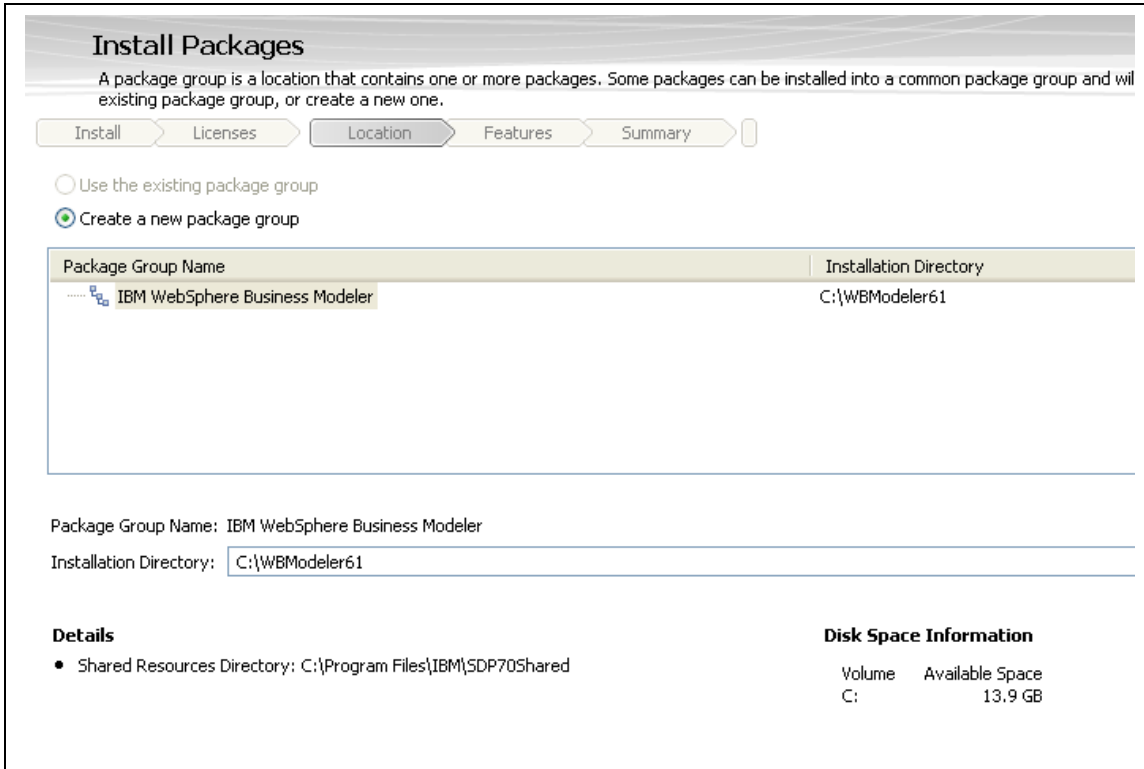 Install Packages
A package group is a location that contains one or more packages. Some packages can be installed into a common package group and wil
existing package group, or create a new one.
Install Licenses Location Features Summary
Use the existing package group
Create a new package group
Package Group Name Installation Directory
IBM WebSphere Business Modeler C:\WBModeler61
Package Group Name: IBM WebSphere Business Modeler
Installation Directory: C:\WBModeler61
Details Disk Space Information
• Shared Resources Directory: C:\Program Files\IBM\SDP70Shared
Volume Available Space
C: 13.9 GB